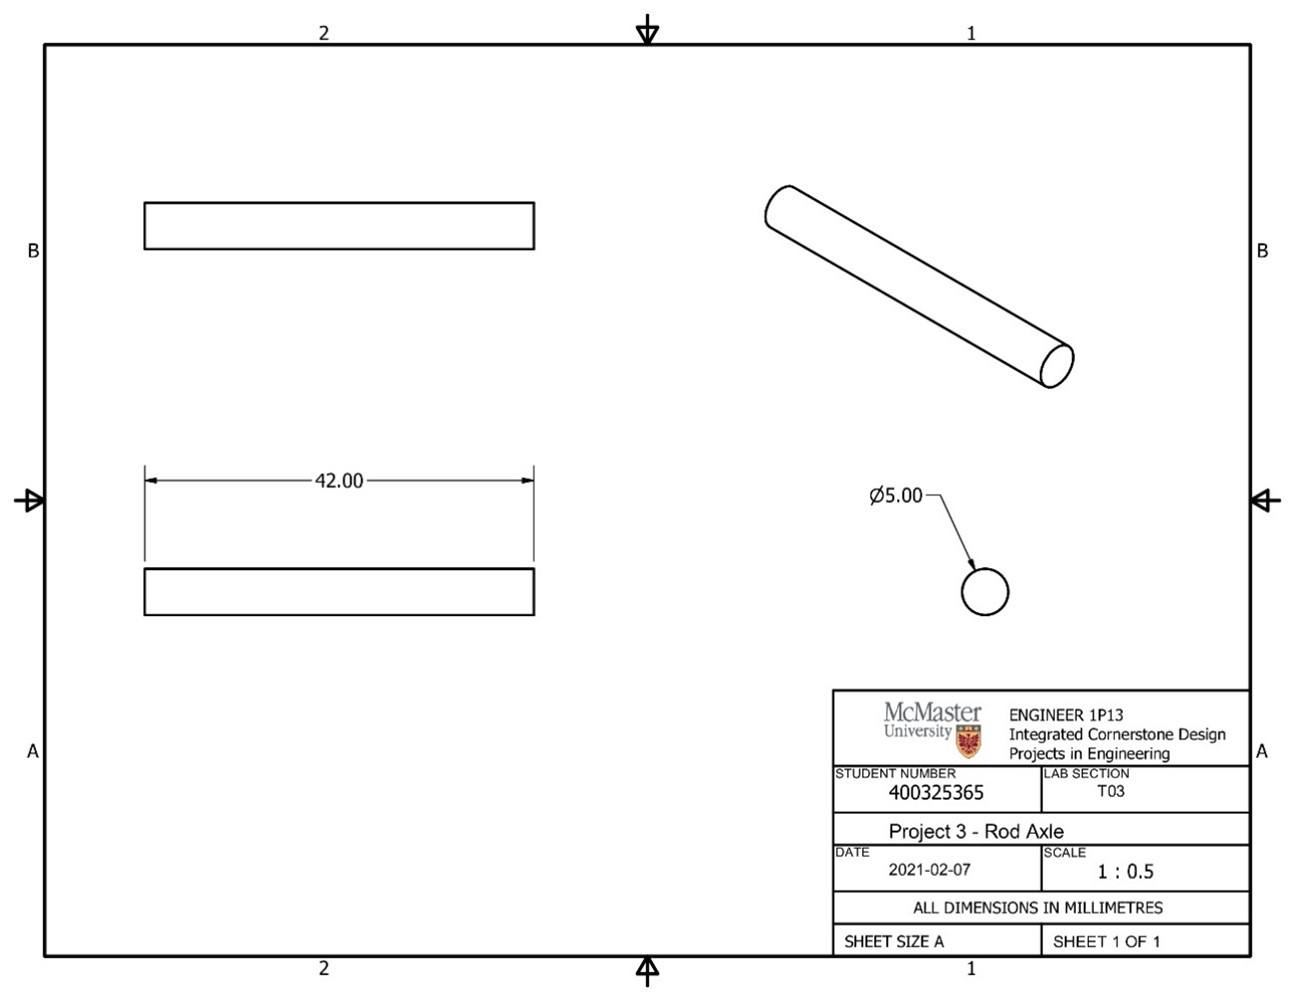 2
1
B
B
42.00
Ø5.00
A
A
McMaster
University
ENGINEER 1P13
Integrated Cornerstone Design
Projects in Engineering
STUDENT NUMBER
400325365
LAB SECTION
T03
Project 3 - Rod Axle
DATE
2021-02-07
SCALE
1 : 0.5
ALL DIMENSIONS IN MILLIMETRES
SHEET SIZE A
SHEET 1 OF 1
2
1